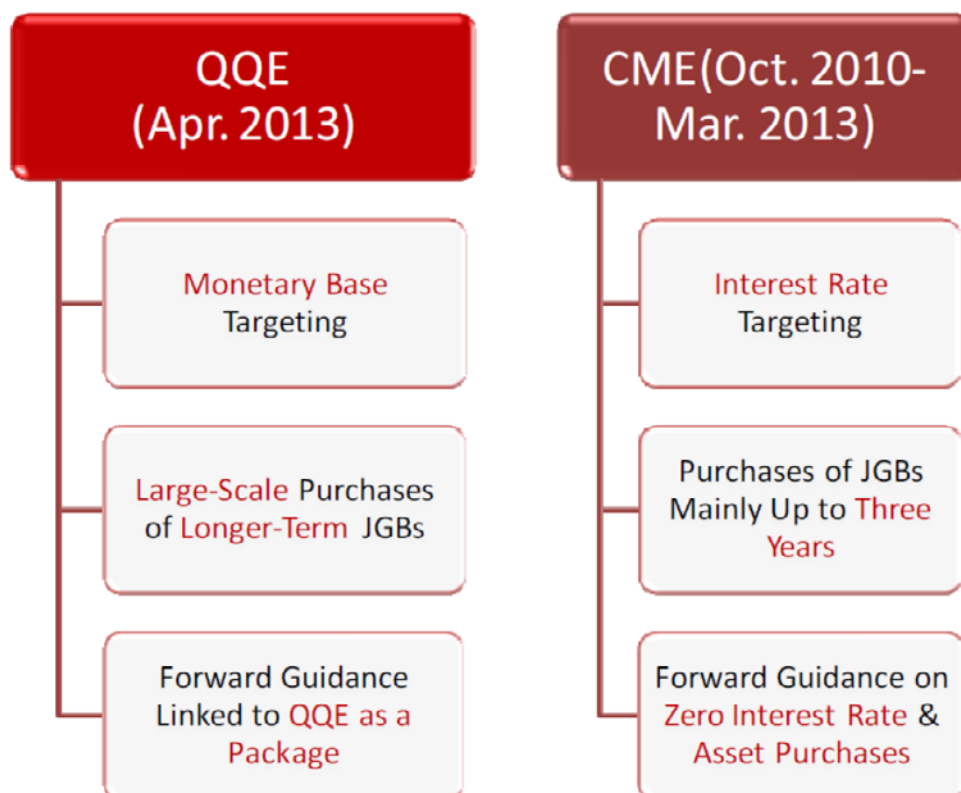 QQE
(Apr. 2013)
Monetary Base
Targeting
Large-Scale Purchases
of Longer-Term JGBs
Forward Guidance
Linked to QQE as a
Package
CME(Oct. 2010-
Mar. 2013)
Interest Rate
Targeting
Purchases of JGBs
Mainly Up to Three
Years
Forward Guidance on
Zero Interest Rate &
Asset Purchases